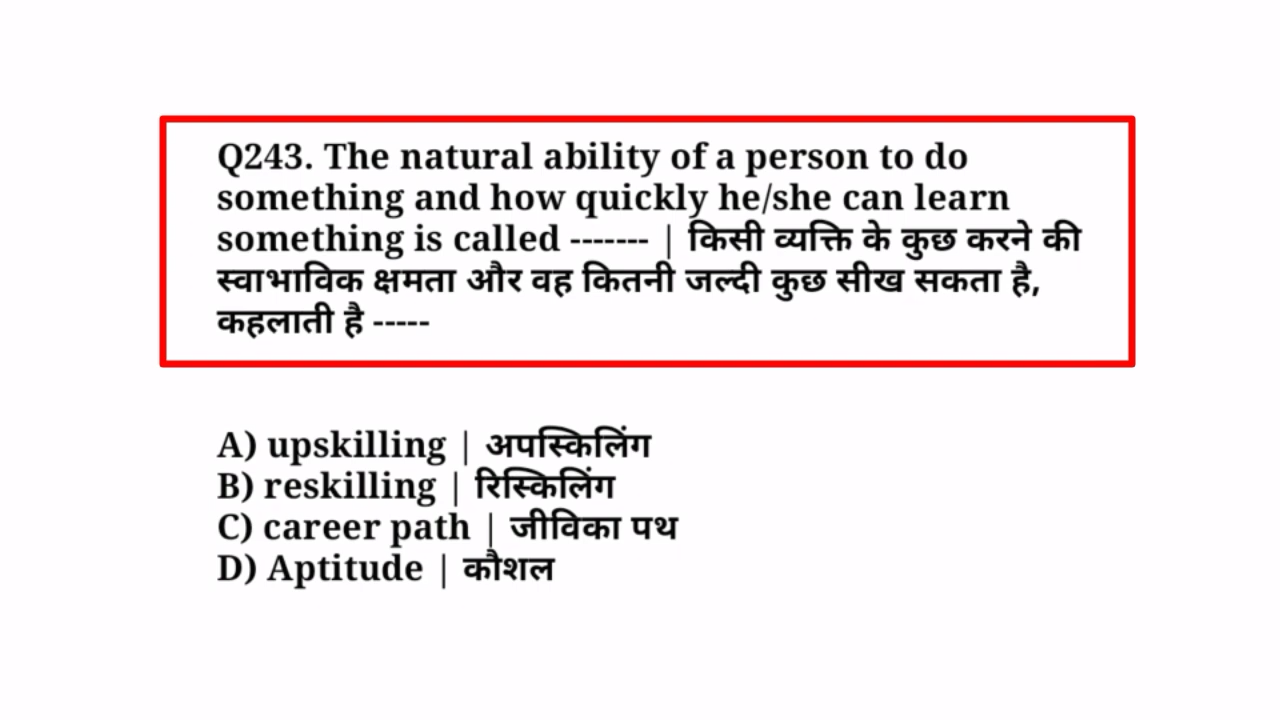 Q243. The natural ability of a person to do
something and how quickly he/she can learn
something is called ------- | किसी व्यक्ति के कुछ करने की
स्वाभाविक क्षमता और वह कितनी जल्दी कुछ सीख सकता है,
कहलाती है -----
A) upskilling | अपस्किलिंग
B) reskilling | रिस्किलिंग
C) career path | जीविका पथ
D) Aptitude | कौशल